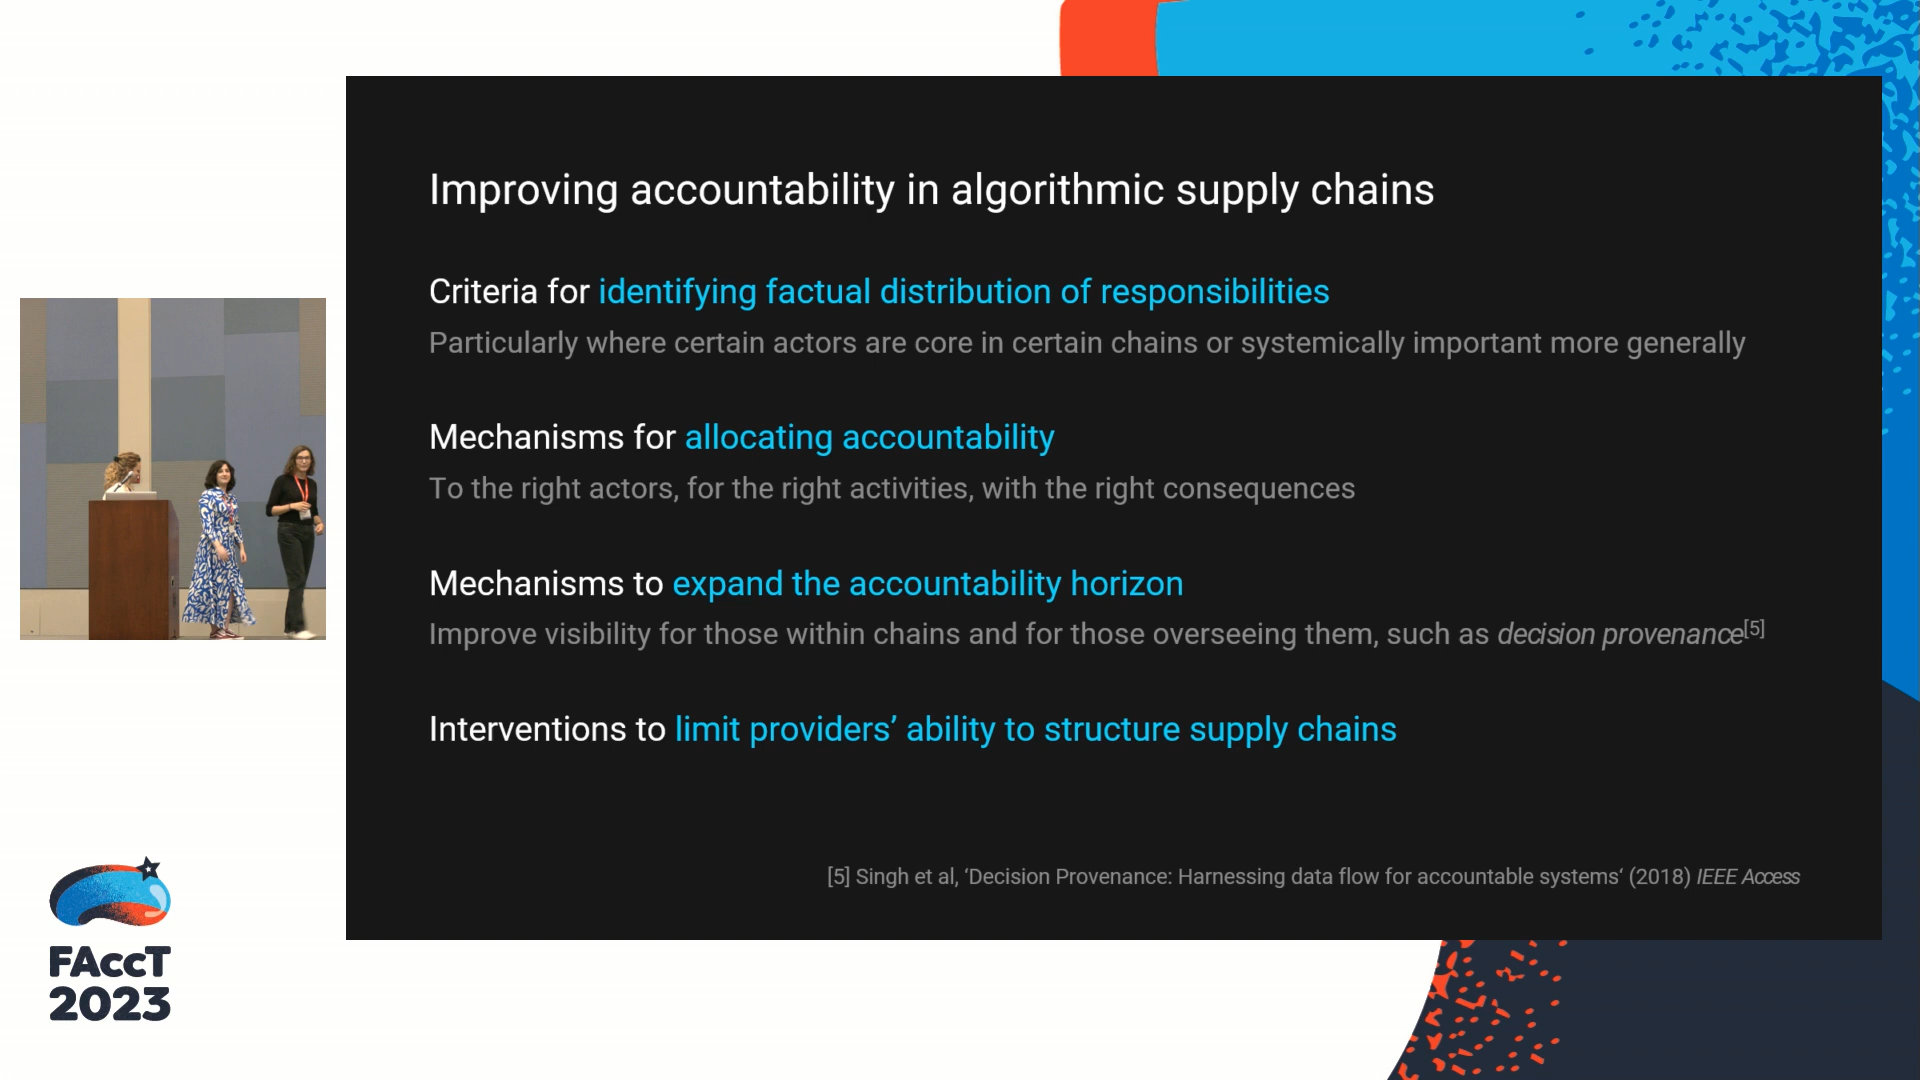 Improving accountability in algorithmic supply chains
Criteria for identifying factual distribution of responsibilities
Particularly where certain actors are core in certain chains or systemically important more generally
Mechanisms for allocating accountability
To the right actors, for the right activities, with the right consequences
Mechanisms to expand the accountability horizon
Improve visibility for those within chains and for those overseeing them, such as decision provenance[5]
Interventions to limit providers’ ability to structure supply chains
[5] Singh et al, ‘Decision Provenance: Harnessing data flow for accountable systems‘ (2018) IEEE Access
FAccT
2023